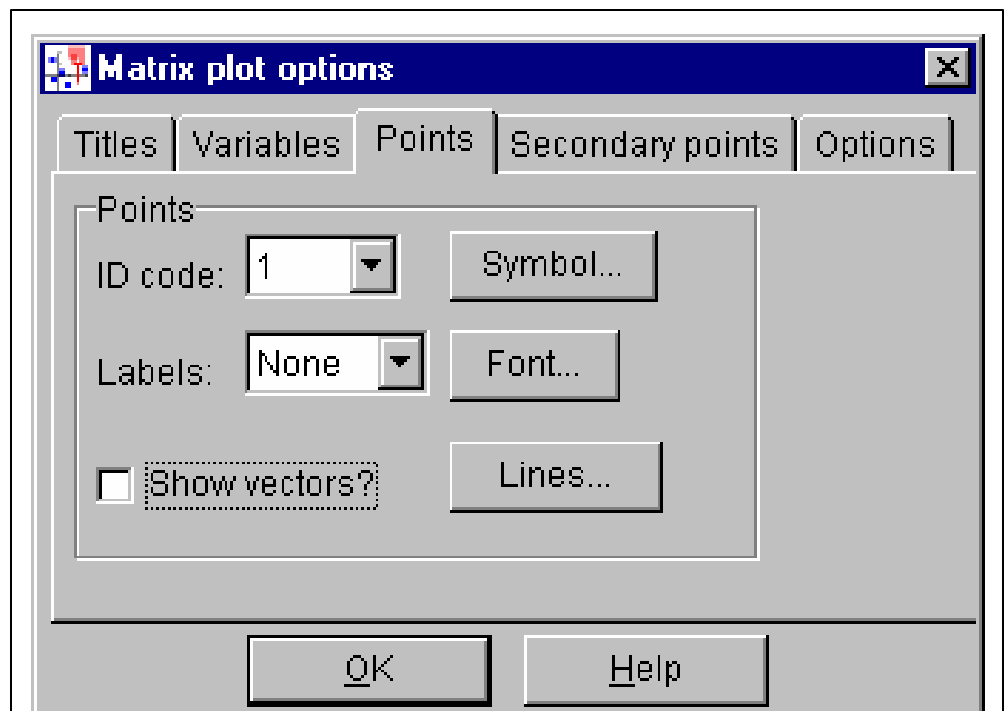 Matrix plot options
Titles Variables Points Secondary points Options
Points
ID code: 1 Symbol...
Labels: None Font...
Show vectors? Lines...
OK Help